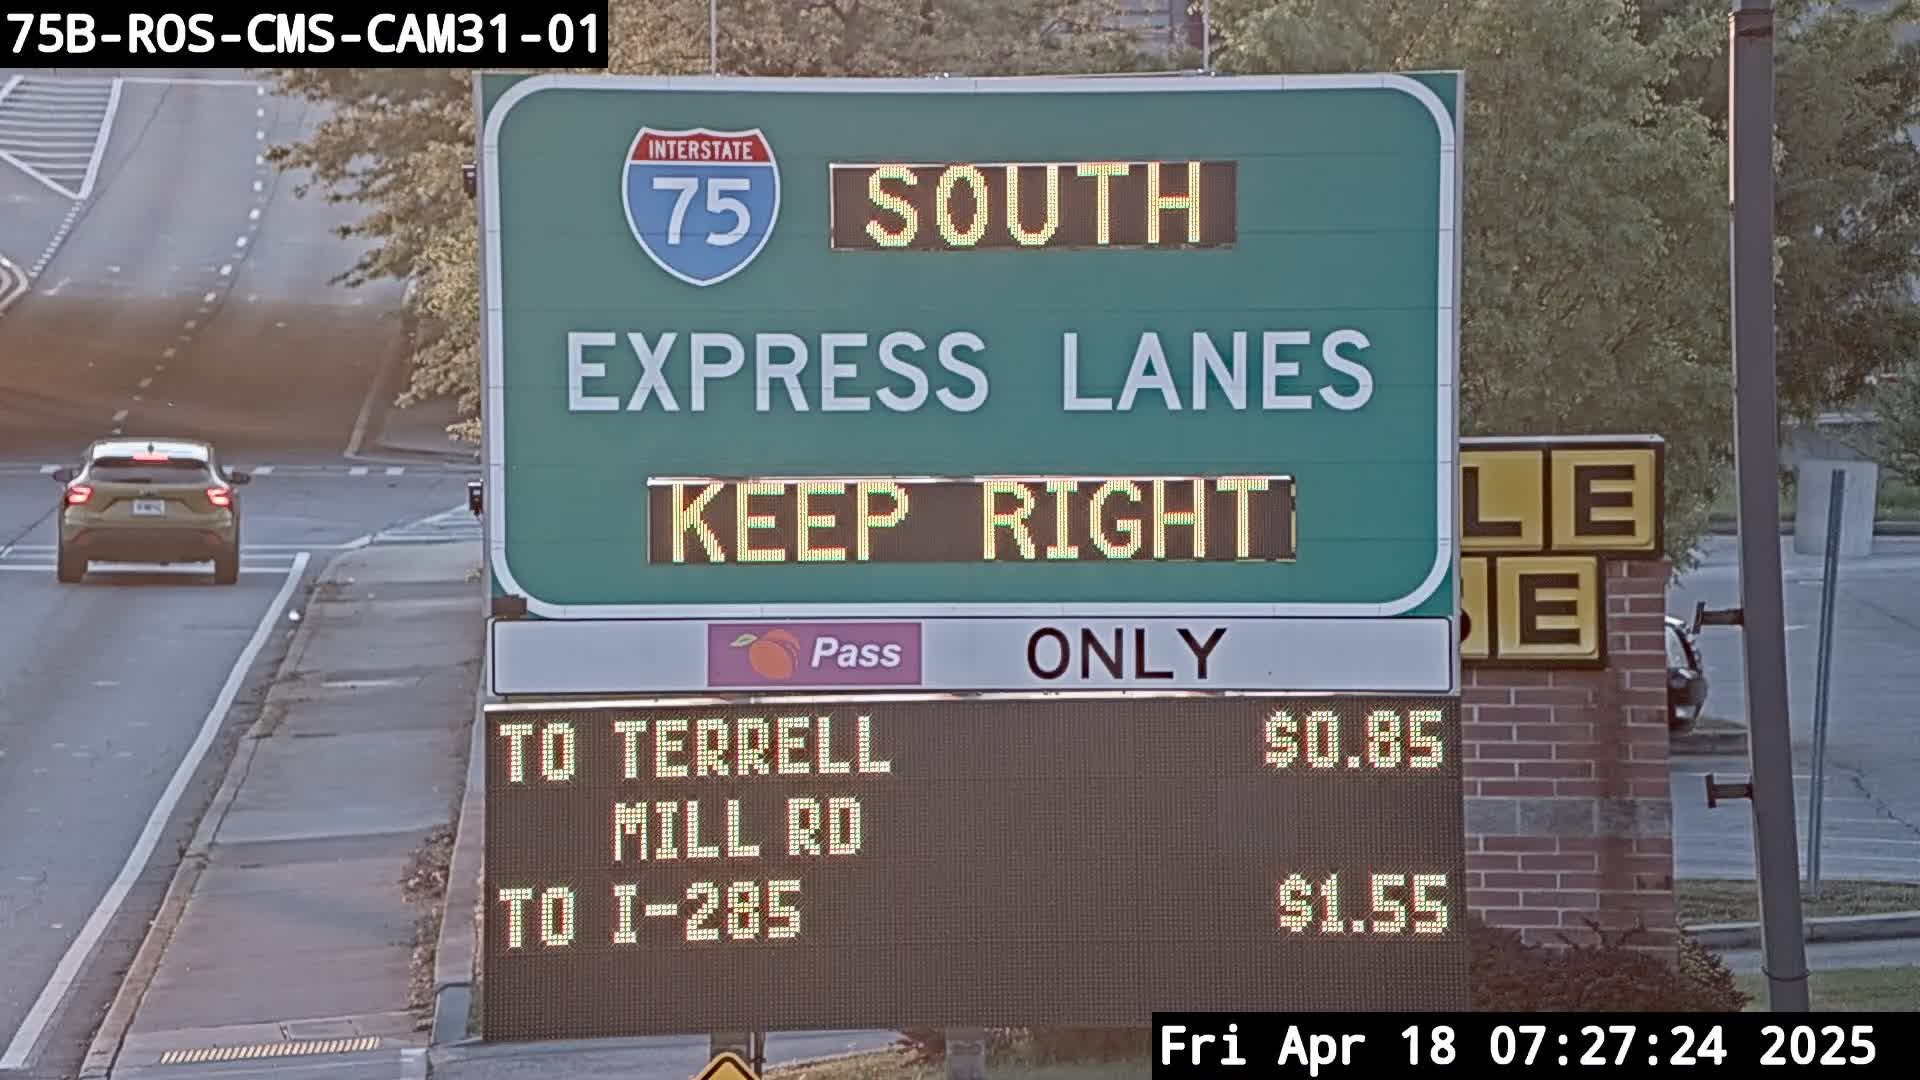 75B-ROS-CMS-CAM31-01
INTERSTATE
75
SOUTH
EXPRESS LANES
KEEP RIGHT
Pass
ONLY
TO TERRELL $0.85
MILL RD
TO I-285 $1.55
LE
E
Fri Apr 18 07:27:24 2025